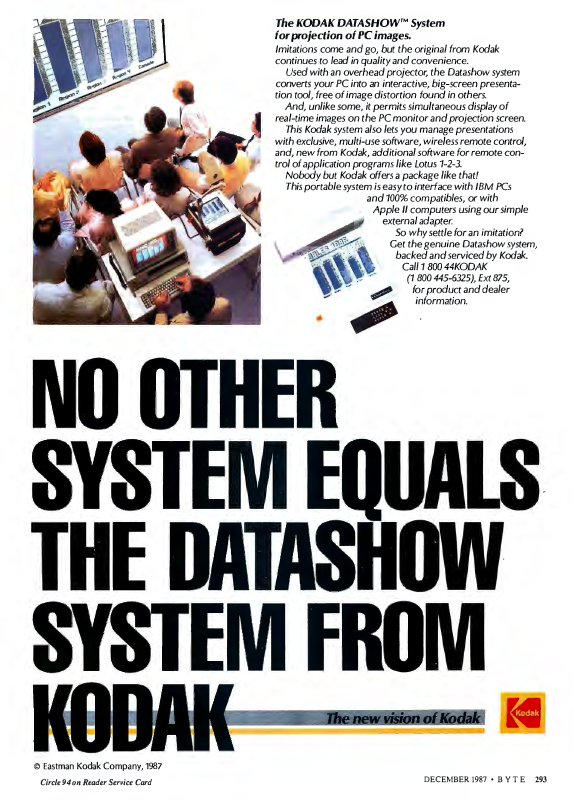 The KODAK DATASHOW™ System
for projection of PC images.
Imitations come and go, but the original from Kodak
continues to lead in quality and convenience.
Used with an overhead projector, the Datashow system
converts your PC into an interactive, big-screen presenta-
tion tool, free of image distortion found in others.
And, unlike some, it permits simultaneous display of
real-time images on the PC monitor and projection screen.
This Kodak system also lets you manage presentations
with exclusive, multi-use software, wireless remote control,
and, new from Kodak, additional software for remote con-
trol of application programs like Lotus 1-2-3.
Nobody but Kodak offers a package like that!
This portable system is easy to interface with IBM PCs
and 100% compatibles, or with
Apple II computers using our simple
external adapter.
So why settle for an imitation?
Get the genuine Datashow system,
backed and serviced by Kodak.
Call 1 800 44KODAK
(1 800 445-6325), Ext 875,
for product and dealer
information.
Region 2
Canada
NO OTHER
SYSTEM EQUALS
THE DATASHOW
SYSTEM FROM
KODAK
The new vision of Kodak
Kodak
© Eastman Kodak Company, 1987
Circle 94 on Reader Service Card
DECEMBER 1987 • BYTE 293